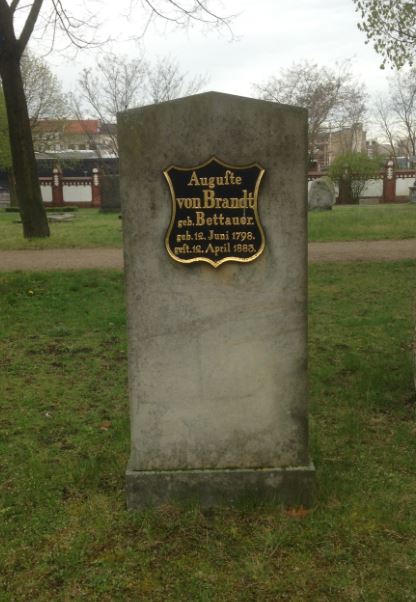 Auguſte
von Brandt
geb. Bettauer.
geb. 12. Juni 1798.
geſt. 12. April 1883.